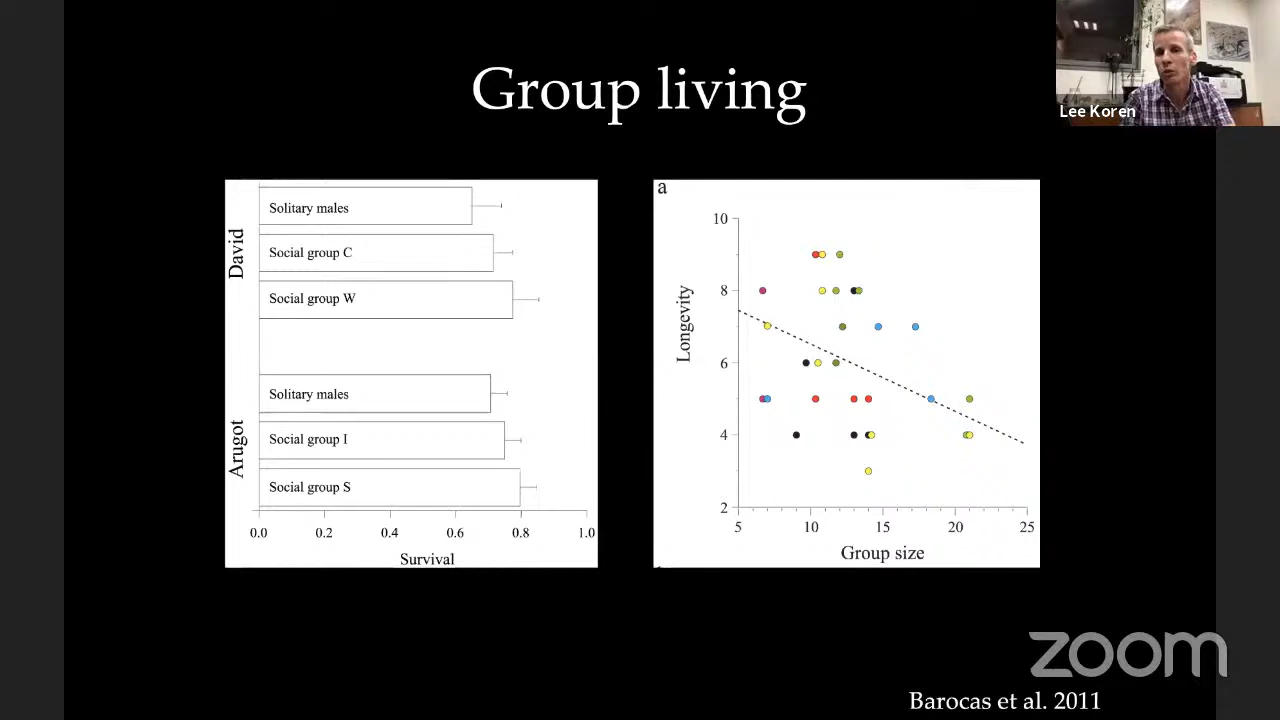 Group living
Lee Koren
David
Solitary males
Social group C
Social group W
Arugot
Solitary males
Social group I
Social group S
0.0 0.2 0.4 0.6 0.8 1.0
Survival
a
Longevity
10
8
6
4
2
5 10 15 20 25
Group size
zoom
Barocas et al. 2011